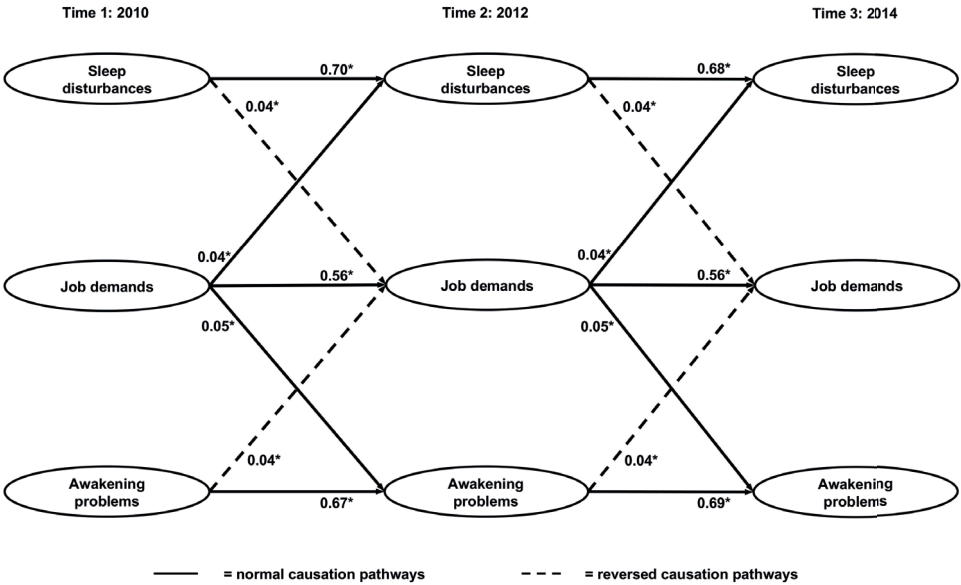 Time 1: 2010 Time 2: 2012 Time 3: 2014
Sleep disturbances 0.70* Sleep disturbances 0.68* Sleep disturbances
0.04* 0.04*
0.04* 0.04*
Job demands 0.56* Job demands 0.56* Job demands
0.05* 0.05*
0.04* 0.04*
Awakening problems 0.67* Awakening problems 0.69* Awakening problems
= normal causation pathways = reversed causation pathways